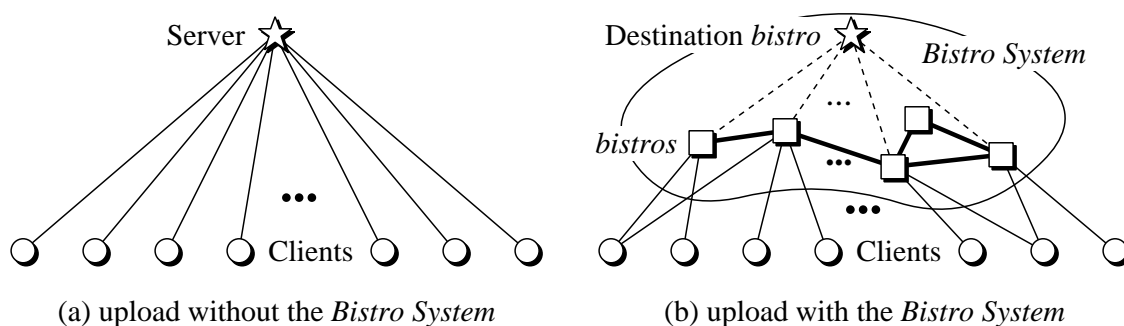 Server
Clients
(a) upload without the Bistro System
Destination bistro
Bistro System
...
bistros
...
...
Clients
(b) upload with the Bistro System